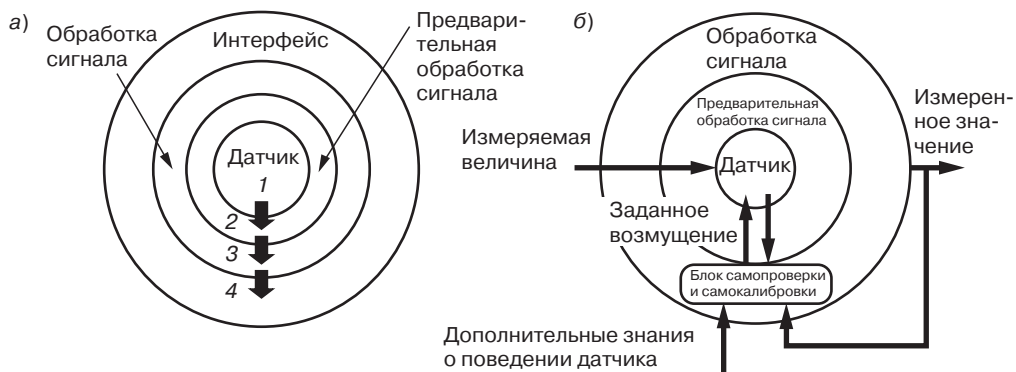 а)
Обработка
сигнала
Интерфейс
Предвари-
тельная
обработка
сигнала
Датчик
1
2
3
4
б)
Обработка
сигнала
Предварительная
обработка сигнала
Измеряемая
величина
Датчик
Измерен-
ное зна-
чение
Заданное
возмущение
Блок самопроверки
и самокалибровки
Дополнительные знания
о поведении датчика